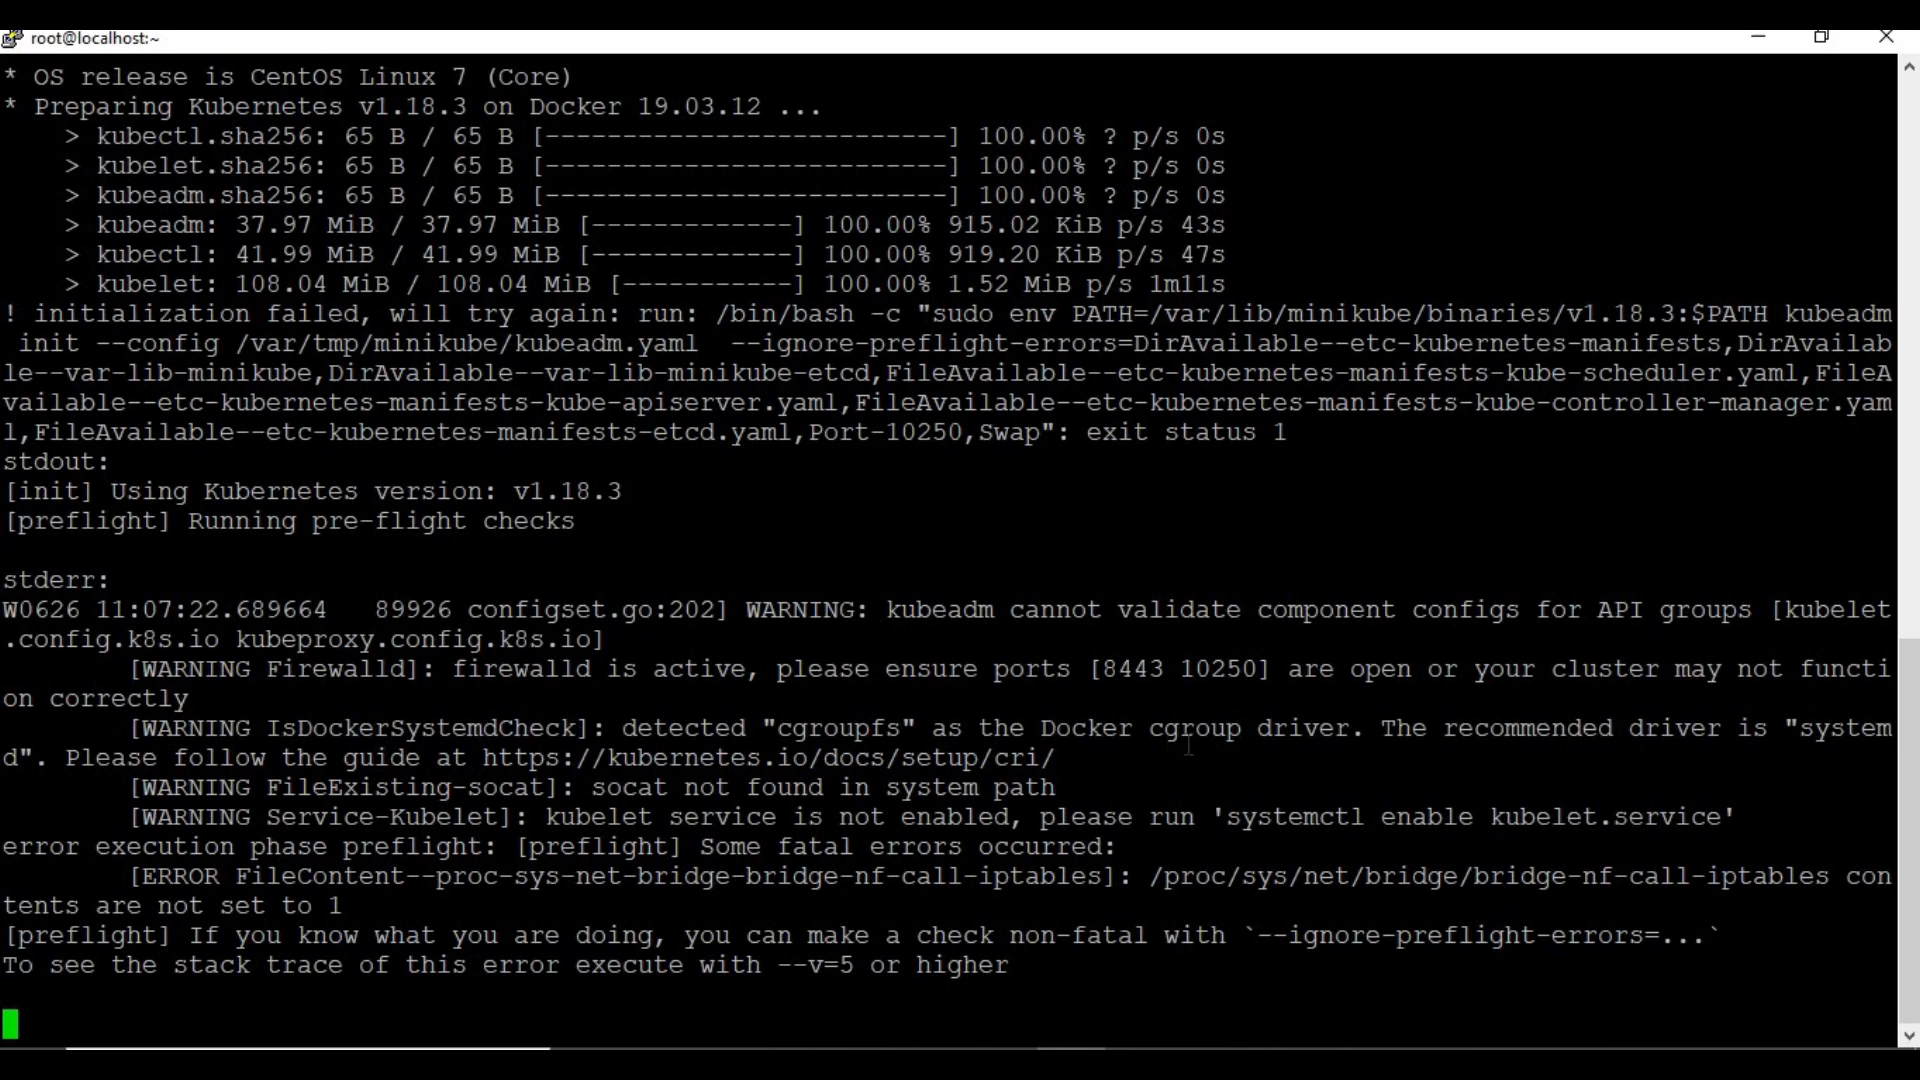 root@localhost:~
* OS release is CentOS Linux 7 (Core)
* Preparing Kubernetes v1.18.3 on Docker 19.03.12 ...
    > kubectl.sha256: 65 B / 65 B [--------------------------] 100.00% ? p/s 0s
    > kubelet.sha256: 65 B / 65 B [--------------------------] 100.00% ? p/s 0s
    > kubeadm.sha256: 65 B / 65 B [--------------------------] 100.00% ? p/s 0s
    > kubeadm: 37.97 MiB / 37.97 MiB [-------------] 100.00% 915.02 KiB p/s 43s
    > kubectl: 41.99 MiB / 41.99 MiB [-------------] 100.00% 919.20 KiB p/s 47s
    > kubelet: 108.04 MiB / 108.04 MiB [-----------] 100.00% 1.52 MiB p/s 1m11s
! initialization failed, will try again: run: /bin/bash -c "sudo env PATH=/var/lib/minikube/binaries/v1.18.3:$PATH kubeadm
 init --config /var/tmp/minikube/kubeadm.yaml  --ignore-preflight-errors=DirAvailable--etc-kubernetes-manifests,DirAvailab
le--var-lib-minikube,DirAvailable--var-lib-minikube-etcd,FileAvailable--etc-kubernetes-manifests-kube-scheduler.yaml,FileA
vailable--etc-kubernetes-manifests-kube-apiserver.yaml,FileAvailable--etc-kubernetes-manifests-kube-controller-manager.yam
l,FileAvailable--etc-kubernetes-manifests-etcd.yaml,Port-10250,Swap": exit status 1
stdout:
[init] Using Kubernetes version: v1.18.3
[preflight] Running pre-flight checks
stderr:
W0626 11:07:22.689664   89926 configset.go:202] WARNING: kubeadm cannot validate component configs for API groups [kubelet
.config.k8s.io kubeproxy.config.k8s.io]
        [WARNING Firewalld]: firewalld is active, please ensure ports [8443 10250] are open or your cluster may not functi
on correctly
        [WARNING IsDockerSystemdCheck]: detected "cgroupfs" as the Docker cgroup driver. The recommended driver is "system
d". Please follow the guide at https://kubernetes.io/docs/setup/cri/
        [WARNING FileExisting-socat]: socat not found in system path
        [WARNING Service-Kubelet]: kubelet service is not enabled, please run 'systemctl enable kubelet.service'
error execution phase preflight: [preflight] Some fatal errors occurred:
        [ERROR FileContent--proc-sys-net-bridge-bridge-nf-call-iptables]: /proc/sys/net/bridge/bridge-nf-call-iptables con
tents are not set to 1
[preflight] If you know what you are doing, you can make a check non-fatal with `--ignore-preflight-errors=...`
To see the stack trace of this error execute with --v=5 or higher